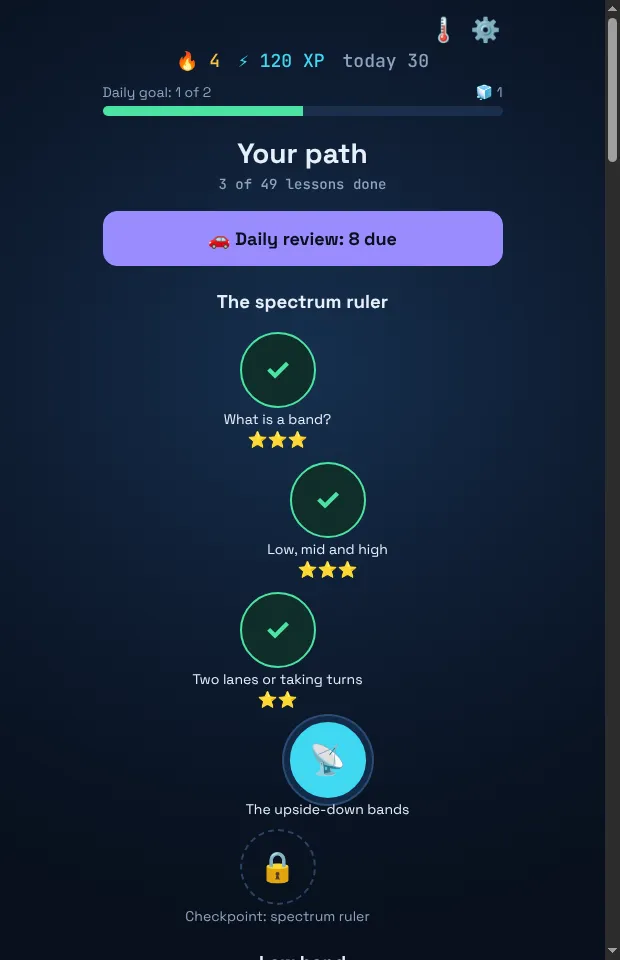 4 120 XP today 30
Daily goal: 1 of 2 1
Your path
3 of 49 lessons done
Daily review: 8 due
The spectrum ruler
What is a band?
Low, mid and high
Two lanes or taking turns
The upside-down bands
Checkpoint: spectrum ruler